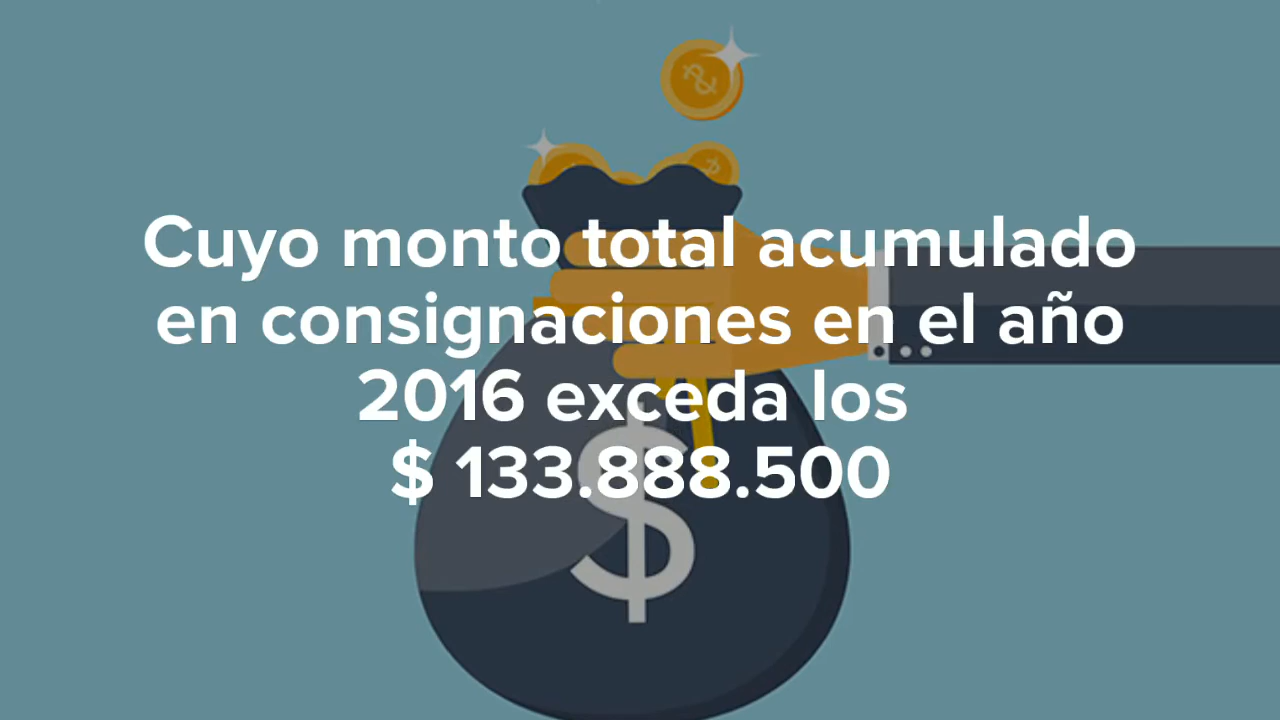 Cuyo monto total acumulado
en consignaciones en el año
2016 exceda los
$ 133.888.500
$